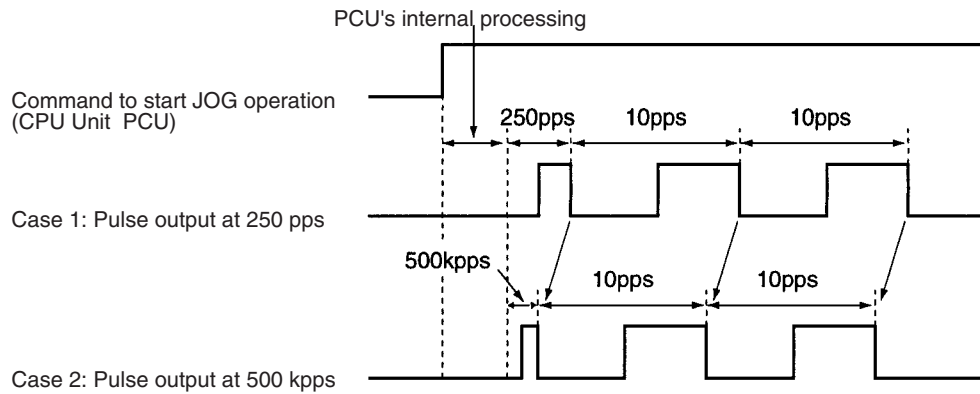 PCU's internal processing
Command to start JOG operation
(CPU Unit PCU)
250pps
10pps
10pps
Case 1: Pulse output at 250 pps
500kpps
10pps
10pps
Case 2: Pulse output at 500 kpps